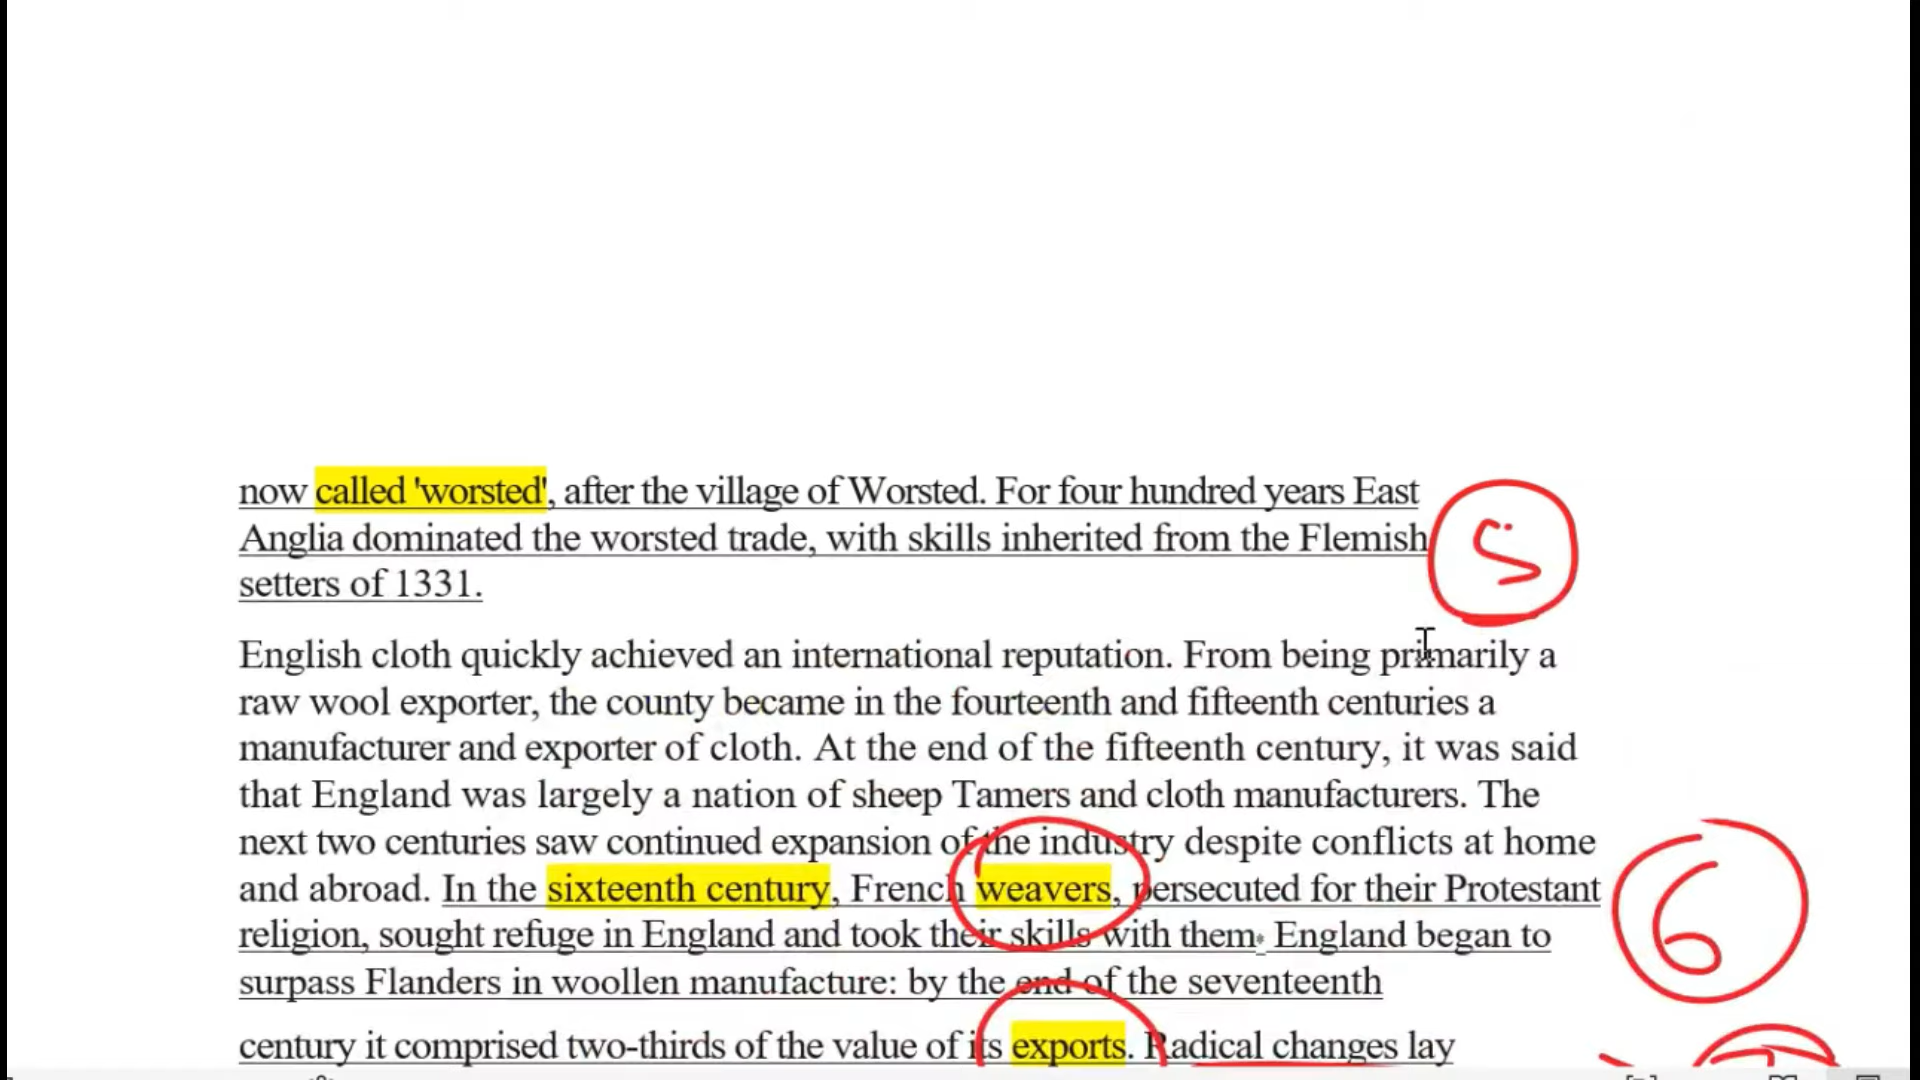 now called 'worsted', after the village of Worsted. For four hundred years East
Anglia dominated the worsted trade, with skills inherited from the Flemish
5
setters of 1331.
English cloth quickly achieved an international reputation. From being primarily a
raw wool exporter, the county became in the fourteenth and fifteenth centuries a
manufacturer and exporter of cloth. At the end of the fifteenth century, it was said
that England was largely a nation of sheep Tamers and cloth manufacturers. The
next two centuries saw continued expansion of the industry despite conflicts at home
and abroad. In the sixteenth century, French weavers, persecuted for their Protestant
6
religion, sought refuge in England and took their skills with them. England began to
surpass Flanders in woollen manufacture: by the end of the seventeenth
century it comprised two-thirds of the value of its exports. Radical changes lay